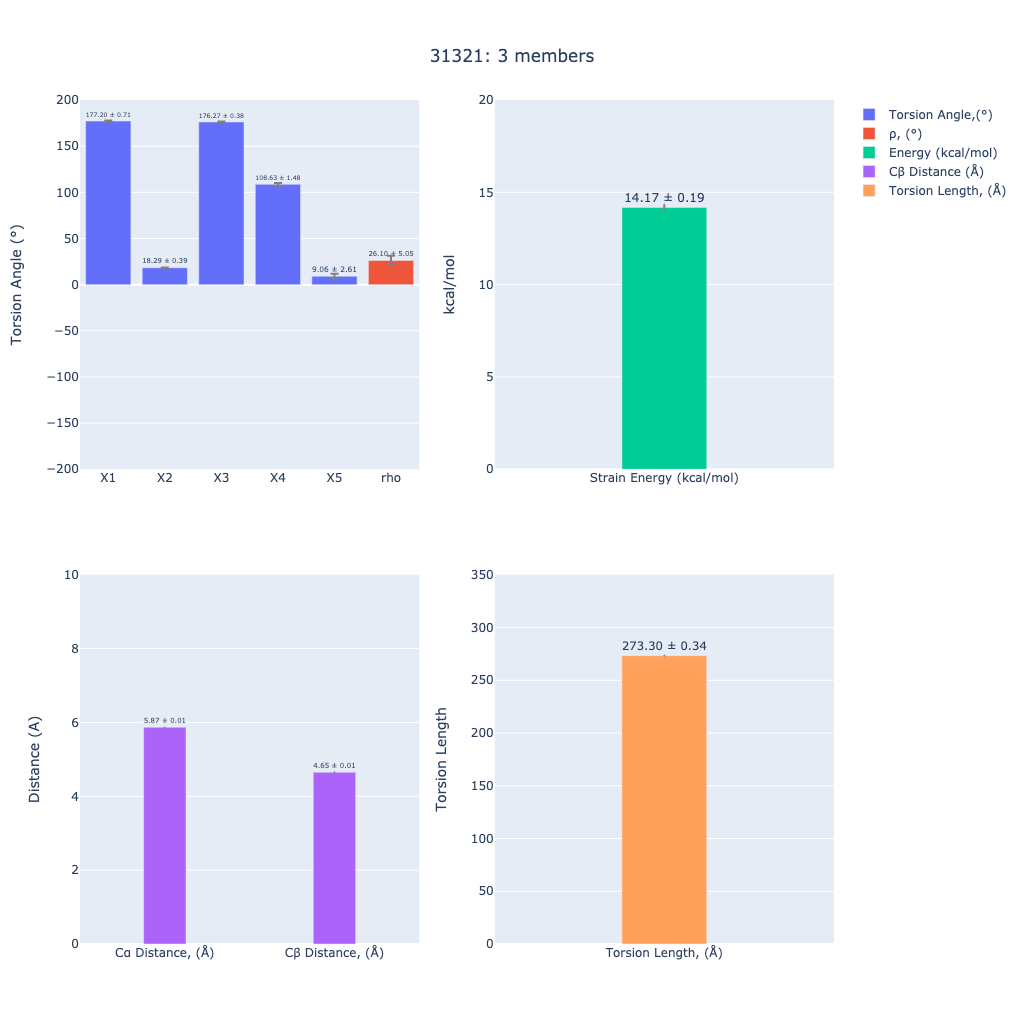 31321: 3 members
Torsion Angle (°)
200
150
100
50
0
−50
−100
−150
−200
177.20 ± 0.71
18.29 ± 0.39
176.27 ± 0.38
108.63 ± 1.48
9.06 ± 2.61
26.10 ± 5.05
X1 X2 X3 X4 X5 rho
kcal/mol
20
15
10
5
0
14.17 ± 0.19
Strain Energy (kcal/mol)
Torsion Angle,(°)
ρ, (°)
Energy (kcal/mol)
Cβ Distance (Å)
Torsion Length, (Å)
Distance (A)
10
8
6
4
2
0
5.87 ± 0.01
4.65 ± 0.01
Cα Distance, (Å) Cβ Distance, (Å)
Torsion Length
350
300
250
200
150
100
50
0
273.30 ± 0.34
Torsion Length, (Å)